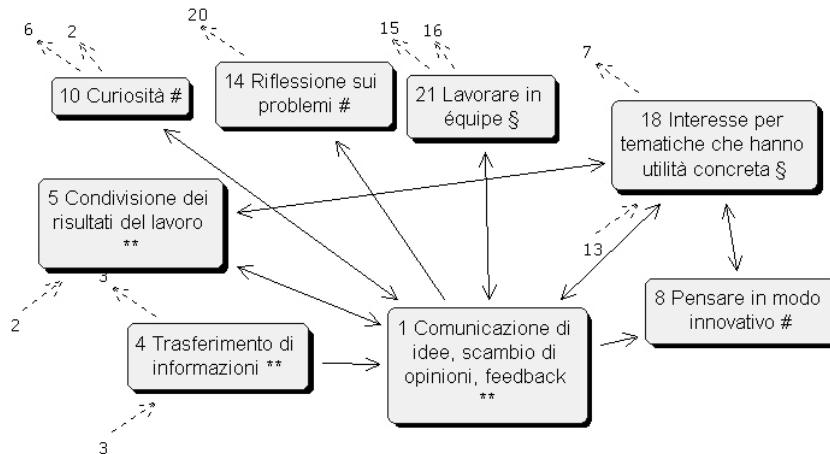 6
2
20
15
16
7
10 Curiosità #
14 Riflessione sui
problemi #
21 Lavorare in
équipe §
18 Interesse per
tematiche che hanno
utilità concreta §
5 Condivisione dei
risultati del lavoro
**
13
3
2
4 Trasferimento di
informazioni **
1 Comunicazione di
idee, scambio di
opinioni, feedback
**
8 Pensare in modo
innovativo #
3